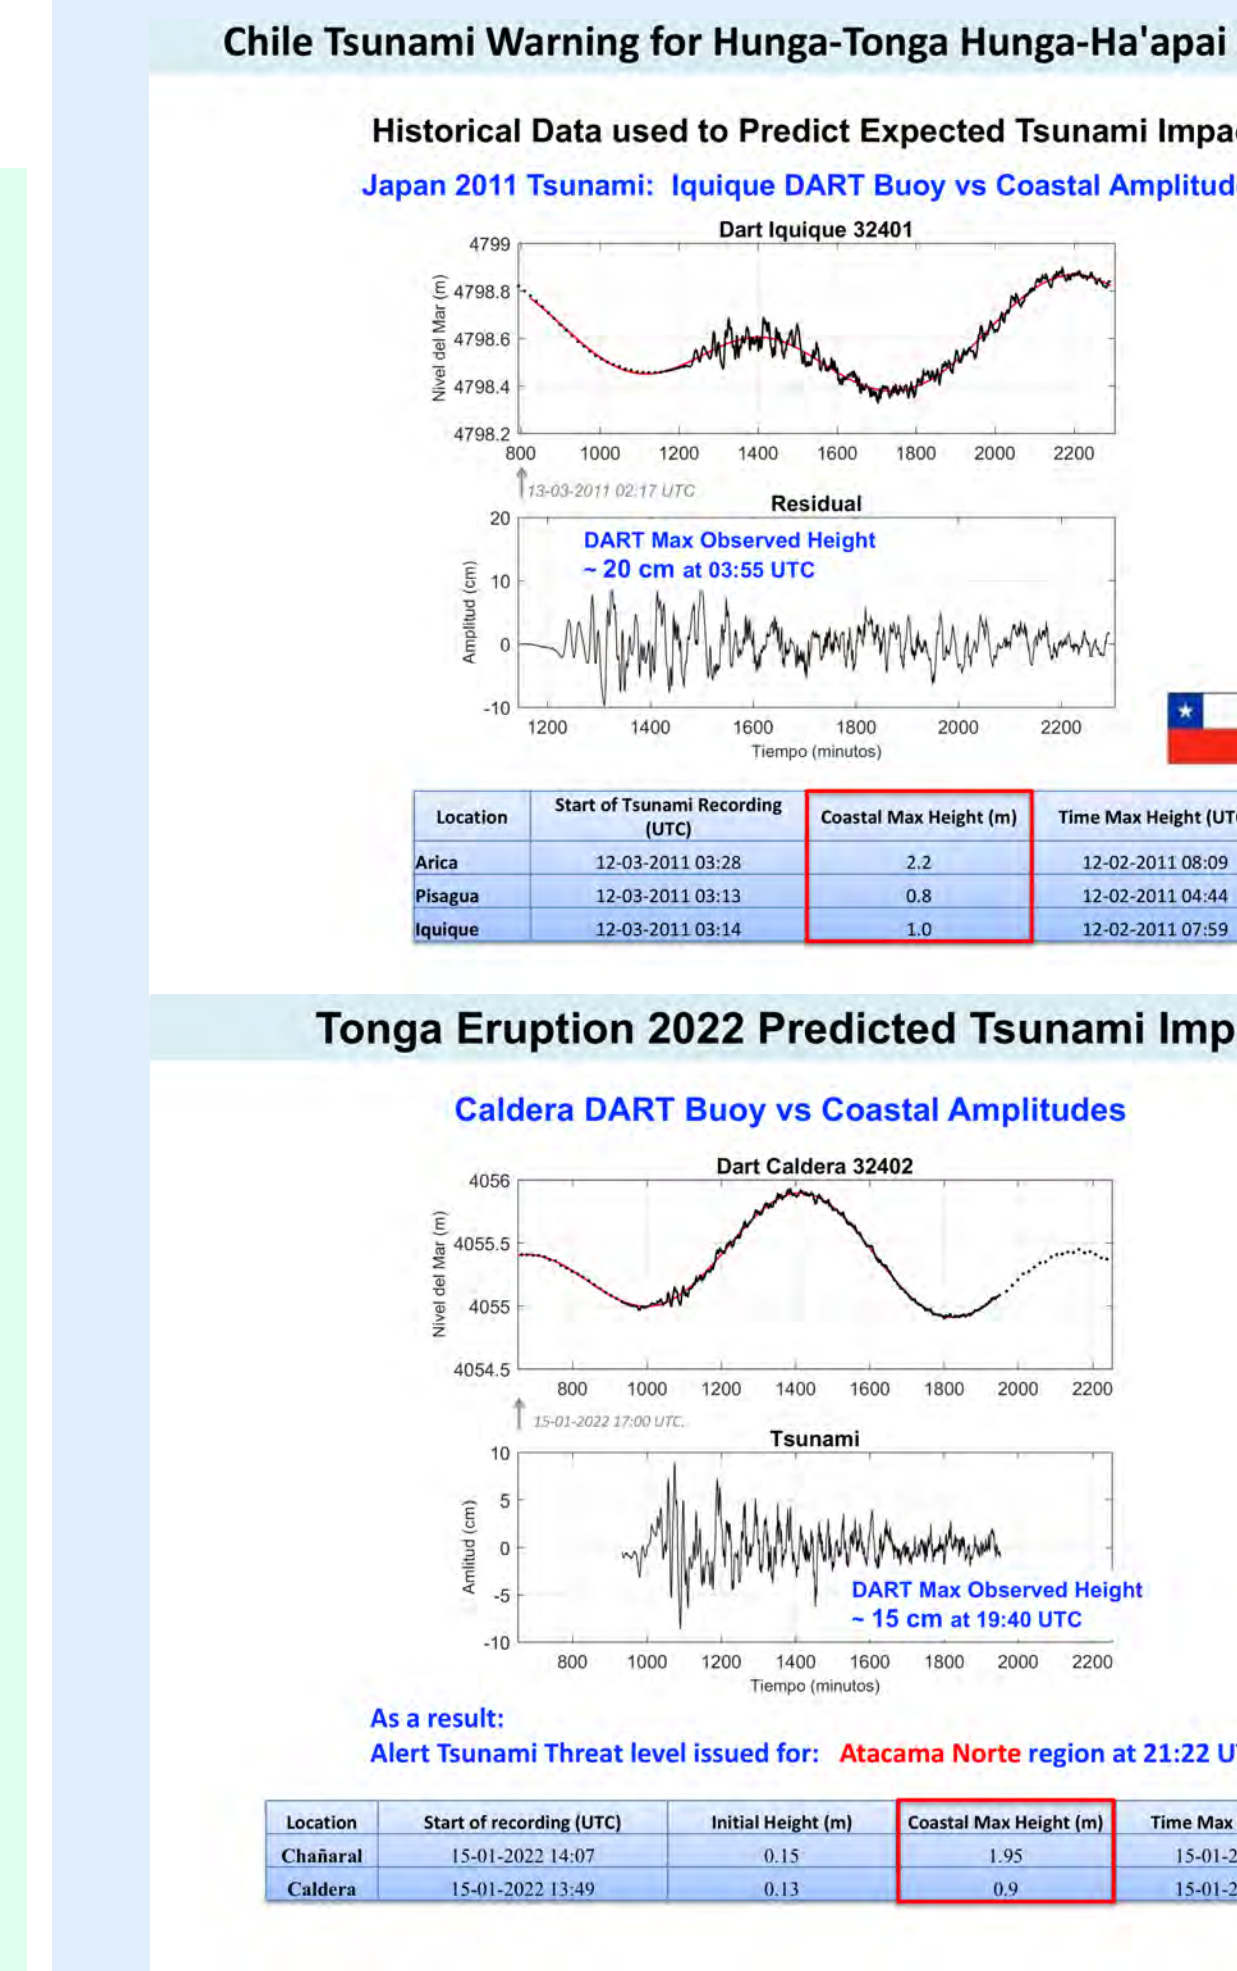 Chile Tsunami Warning for Hunga-Tonga Hunga-Ha'apai
Historical Data used to Predict Expected Tsunami Impa
Japan 2011 Tsunami: Iquique DART Buoy vs Coastal Amplitud
Dart Iquique 32401
4799
4798.8
4798.6
4798.4
4798.2
Nivel del Mar (m)
800 1000 1200 1400 1600 1800 2000 2200
13-03-2011 02:17 UTC
Residual
DART Max Observed Height
~ 20 cm at 03:55 UTC
20
10
0
-10
Amplitud (cm)
1200 1400 1600 1800 2000 2200
Tiempo (minutos)
Location Start of Tsunami Recording (UTC) Coastal Max Height (m) Time Max Height (UT
Arica 12-03-2011 03:28 2.2 12-02-2011 08:09
Pisagua 12-03-2011 03:13 0.8 12-02-2011 04:44
Iquique 12-03-2011 03:14 1.0 12-02-2011 07:59
Tonga Eruption 2022 Predicted Tsunami Imp
Caldera DART Buoy vs Coastal Amplitudes
Dart Caldera 32402
4056
4055.5
4055
4054.5
Nivel del Mar (m)
800 1000 1200 1400 1600 1800 2000 2200
15-01-2022 17:00 UTC.
Tsunami
10
5
0
-5
-10
Amlitud (cm)
DART Max Observed Height
~ 15 cm at 19:40 UTC
800 1000 1200 1400 1600 1800 2000 2200
Tiempo (minutos)
As a result:
Alert Tsunami Threat level issued for: Atacama Norte region at 21:22 U
Location Start of recording (UTC) Initial Height (m) Coastal Max Height (m) Time Max
Chañaral 15-01-2022 14:07 0.15 1.95 15-01-2
Caldera 15-01-2022 13:49 0.13 0.9 15-01-2